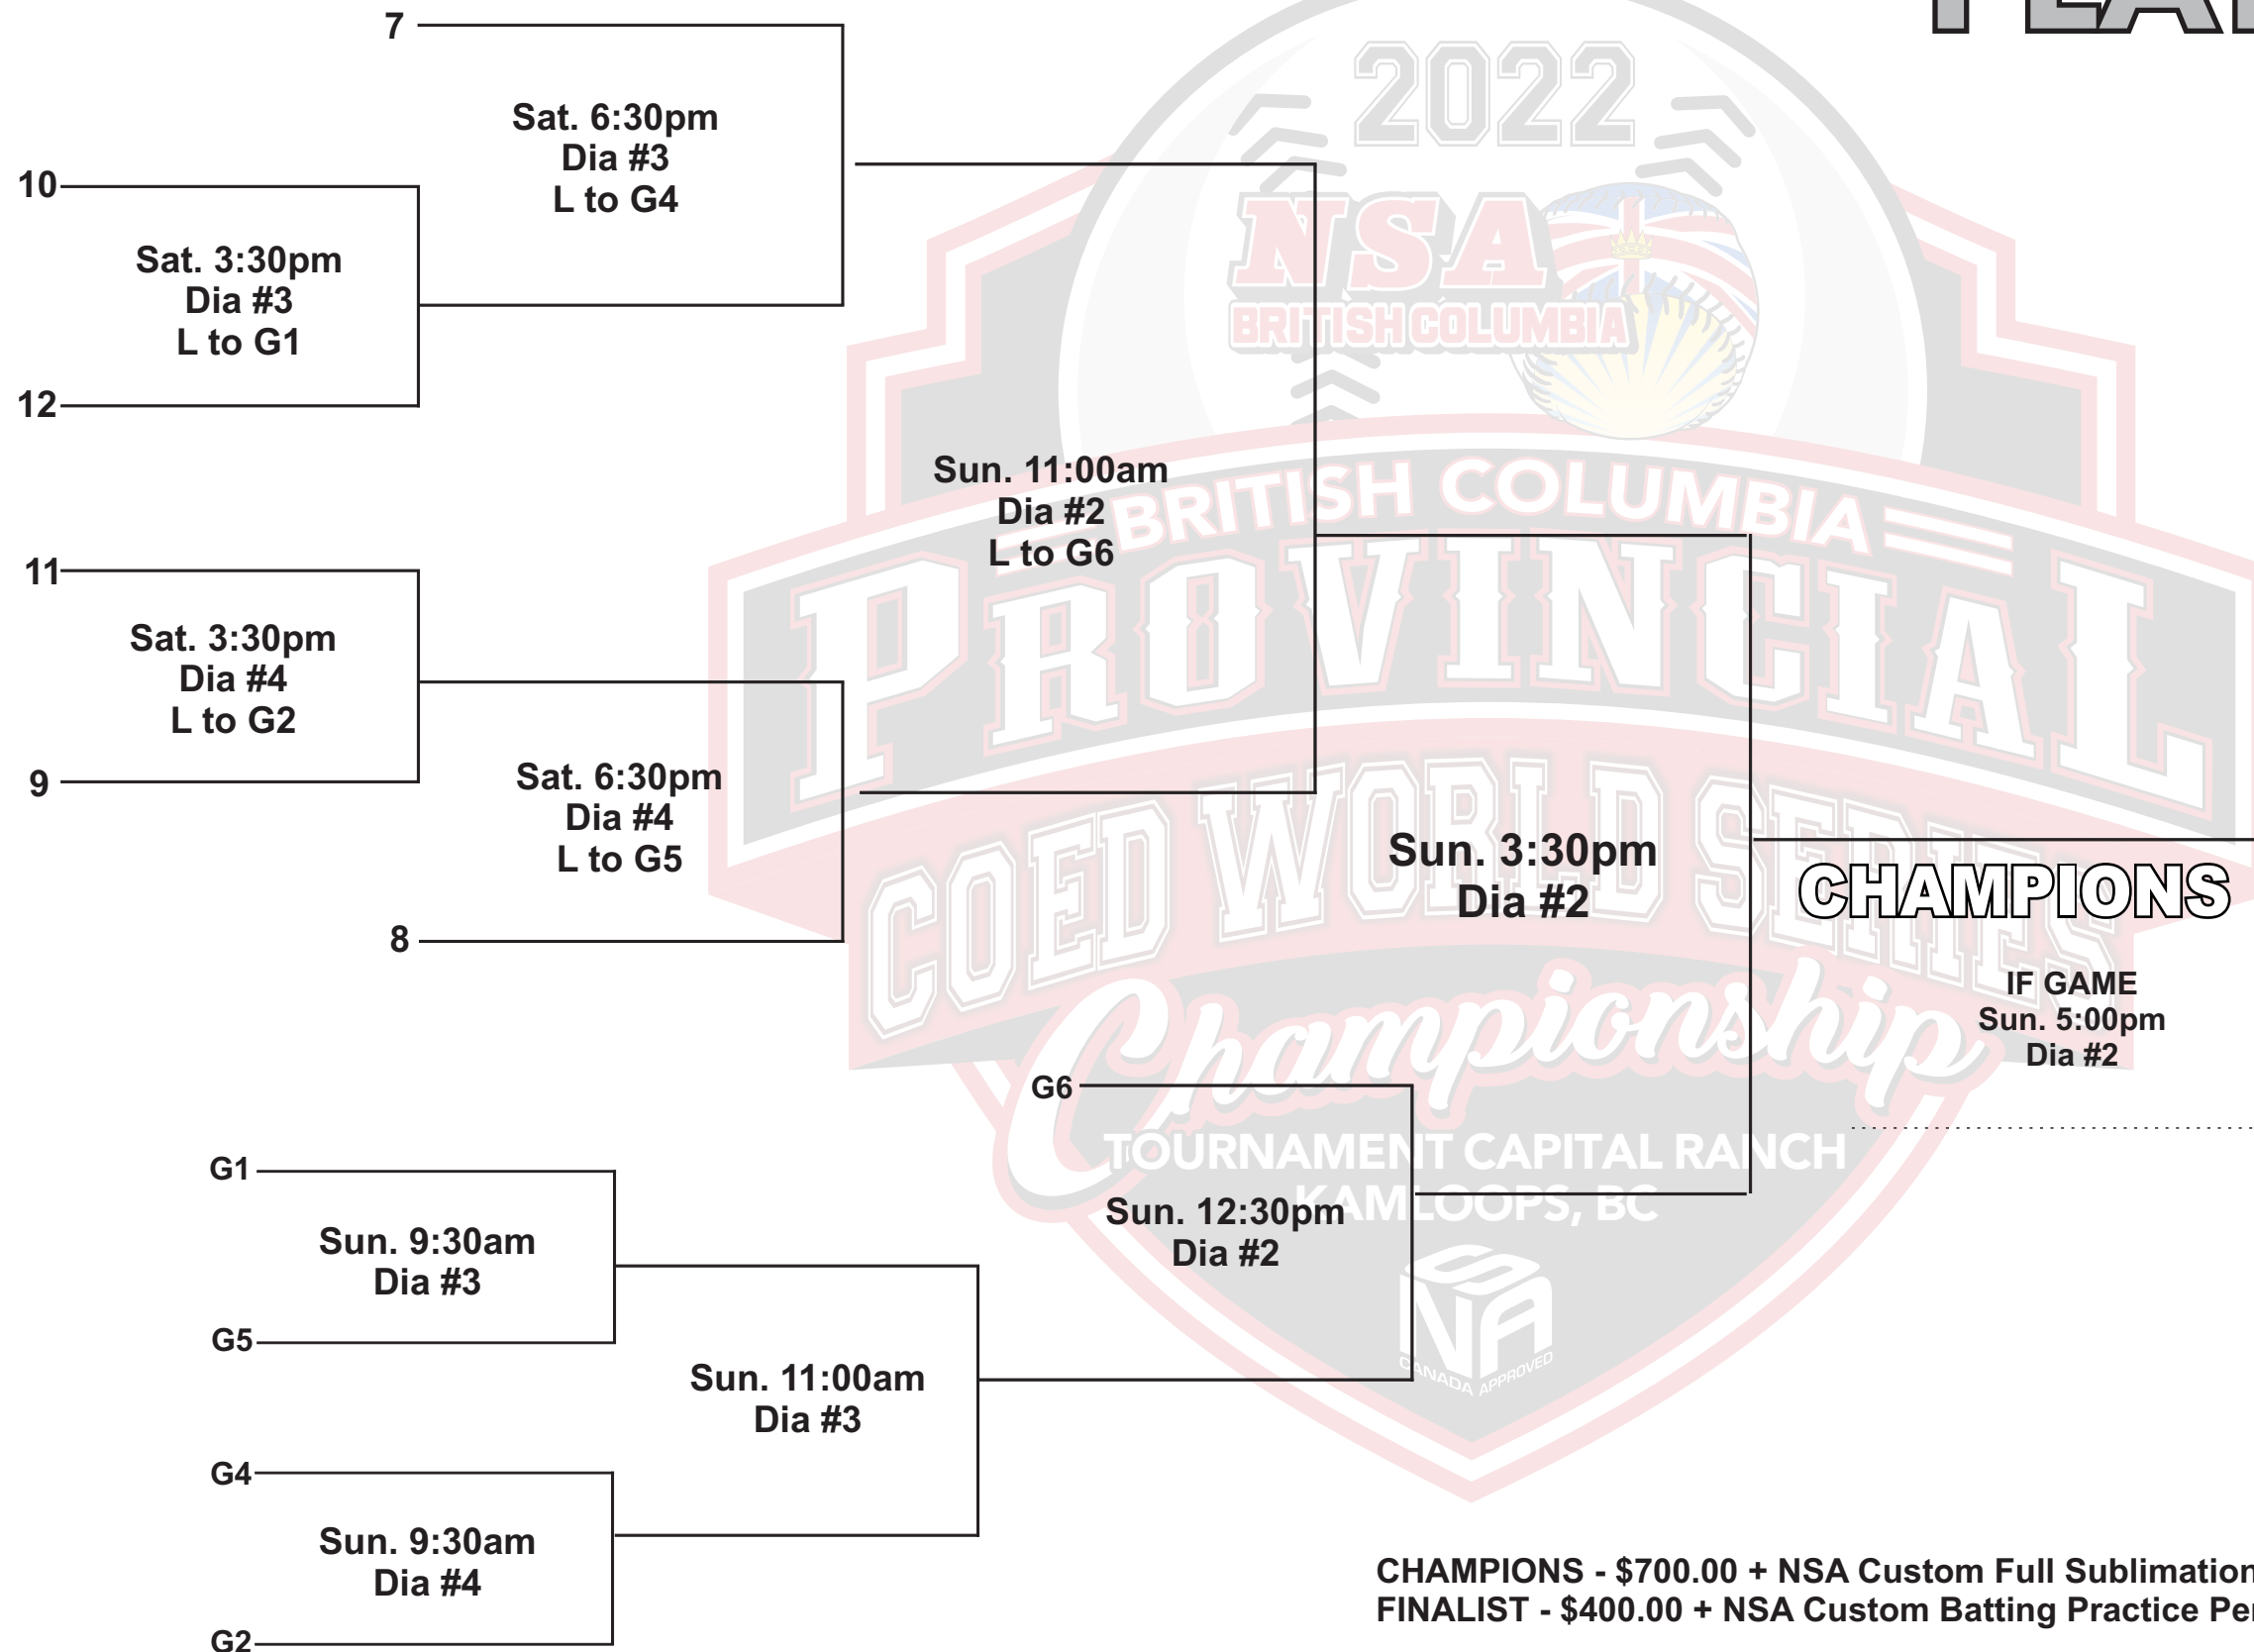 7
Sat. 6:30pm
Dia #3
L to G4
10
Sat. 3:30pm
Dia #3
L to G1
12
11
Sat. 3:30pm
Dia #4
L to G2
9
Sat. 6:30pm
Dia #4
L to G5
8
Sun. 11:00am
Dia #2
L to G6
Sun. 3:30pm
Dia #2
CHAMPIONS
IF GAME
Sun. 5:00pm
Dia #2
G6
Sun. 12:30pm
Dia #2
G1
Sun. 9:30am
Dia #3
G5
Sun. 11:00am
Dia #3
G4
Sun. 9:30am
Dia #4
G2
2022
NSA
BRITISH COLUMBIA
BRITISH COLUMBIA
PROVINCIAL
COED WORLD SERIES
Championship
TOURNAMENT CAPITAL RANCH
KAMLOOPS, BC
NSA
CANADA APPROVED
CHAMPIONS - $700.00 + NSA Custom Full Sublimation
FINALIST - $400.00 + NSA Custom Batting Practice